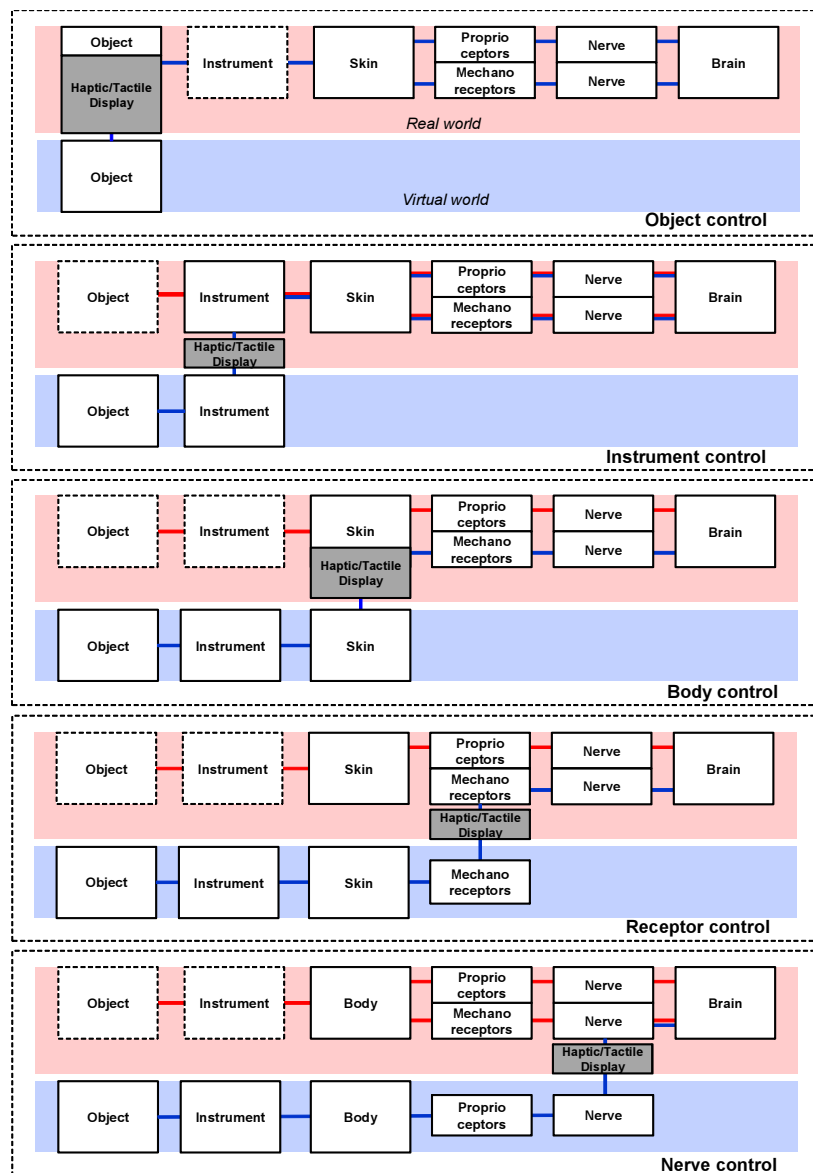 Object
Haptic/Tactile
Display
Instrument
Skin
Proprio
ceptors
Mechano
receptors
Nerve
Nerve
Brain
Real world
Object
Virtual world
Object control
Object
Instrument
Skin
Proprio
ceptors
Mechano
receptors
Nerve
Nerve
Brain
Haptic/Tactile
Display
Object
Instrument
Instrument control
Object
Instrument
Skin
Haptic/Tactile
Display
Proprio
ceptors
Mechano
receptors
Nerve
Nerve
Brain
Object
Instrument
Skin
Body control
Object
Instrument
Skin
Proprio
ceptors
Mechano
receptors
Nerve
Nerve
Brain
Haptic/Tactile
Display
Object
Instrument
Skin
Mechano
receptors
Receptor control
Object
Instrument
Body
Proprio
ceptors
Mechano
receptors
Nerve
Nerve
Brain
Haptic/Tactile
Display
Object
Instrument
Body
Proprio
ceptors
Nerve
Nerve control